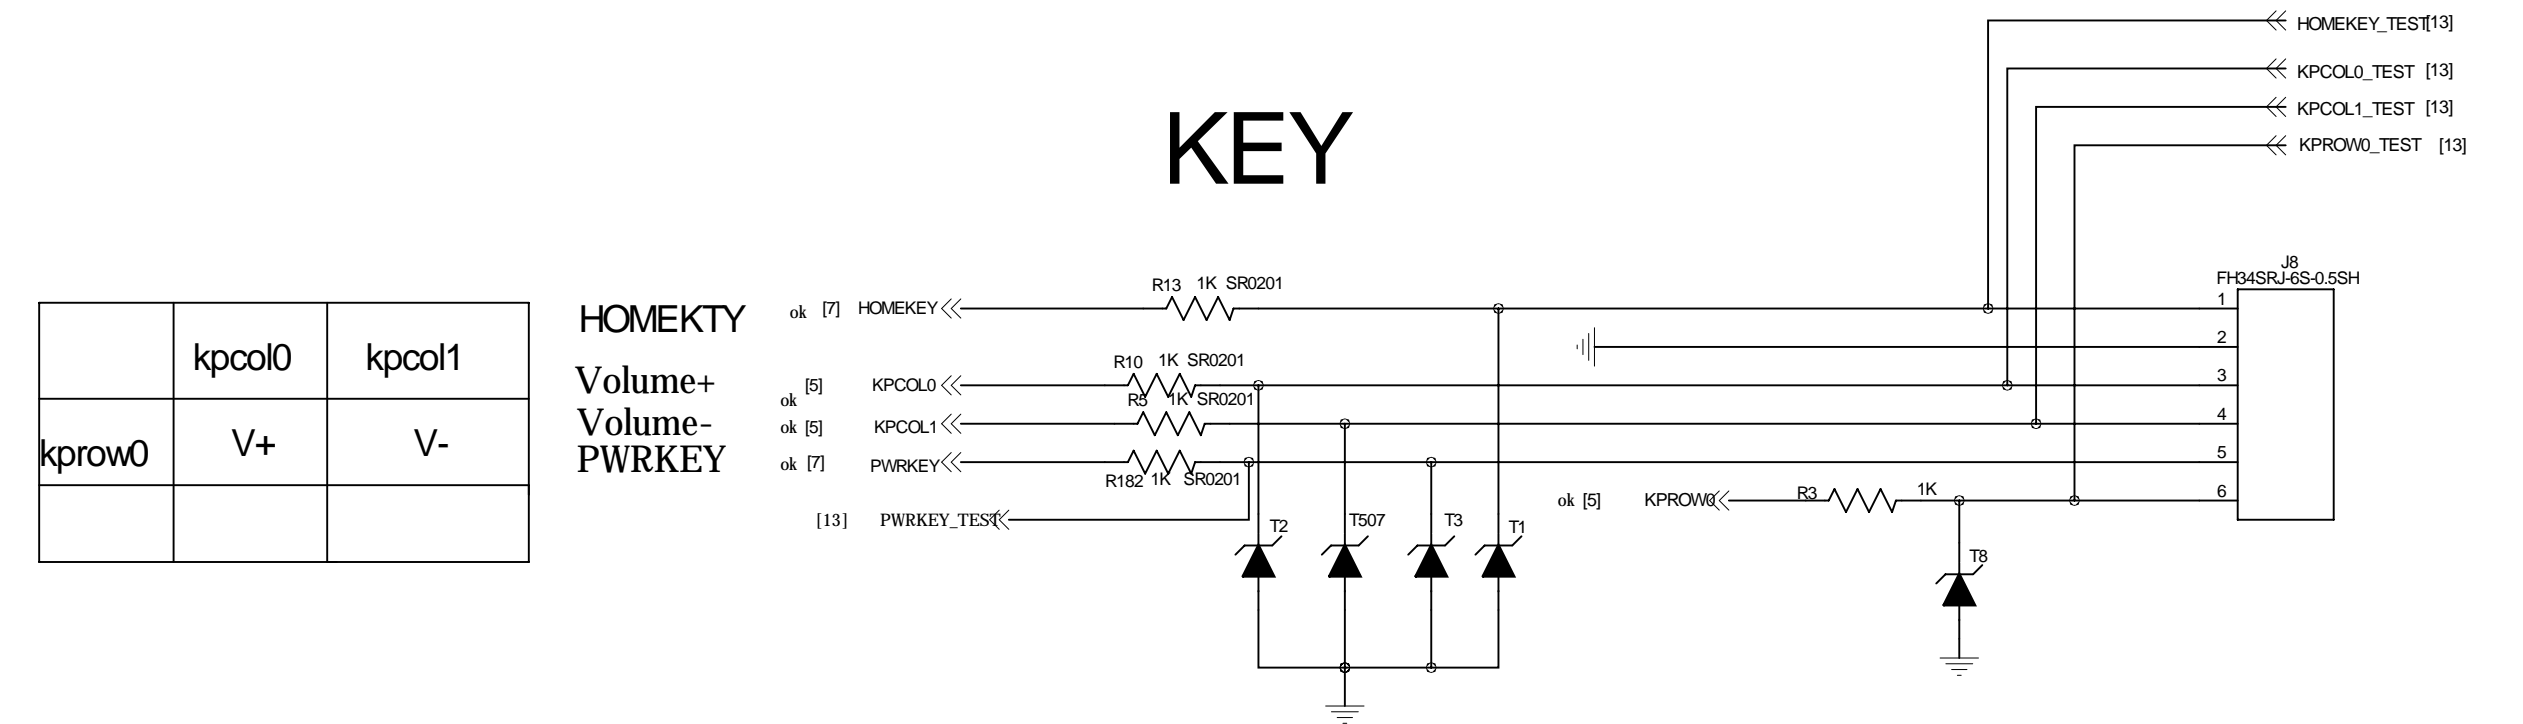 HOMEKEY_TEST[13]
KPCOL0_TEST [13]
KPCOL1_TEST [13]
KPROW0_TEST [13]
KEY
J8
FH34SRJ-6S-0.5SH
kpcol0 kpcol1
kprow0 V+ V-
HOMEKTY ok [7] HOMEKEY R13 1K SR0201 1
2
Volume+ ok [5] KPCOL0 R10 1K SR0201 3
Volume- ok [5] KPCOL1 R5 1K SR0201 4
PWRKEY ok [7] PWRKEY R182 1K SR0201 5
ok [5] KPROW0 R3 1K 6
[13] PWRKEY_TEST
T2 T507 T3 T1
T8